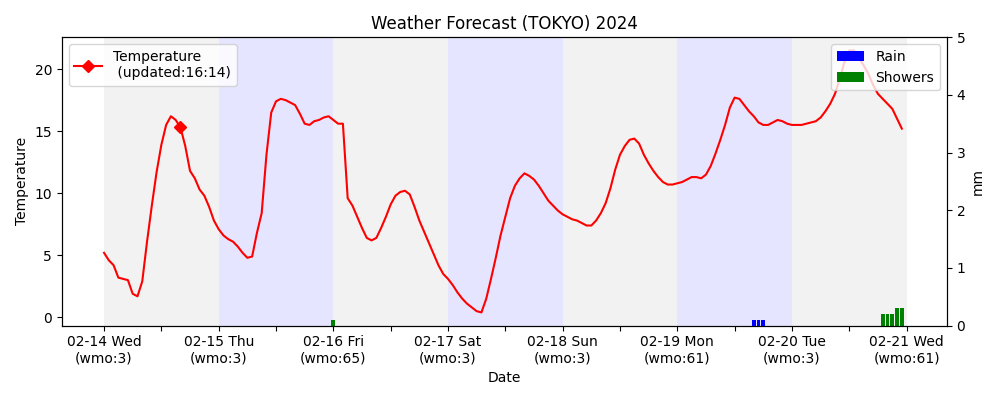 Weather Forecast (TOKYO) 2024
Temperature
(updated:16:14)
Rain
Showers
20
15
10
5
0
Temperature
5
4
3
2
1
0
mm
02-14 Wed
(wmo:3)
02-15 Thu
(wmo:3)
02-16 Fri
(wmo:65)
02-17 Sat
(wmo:3)
02-18 Sun
(wmo:3)
02-19 Mon
(wmo:61)
02-20 Tue
(wmo:3)
02-21 Wed
(wmo:61)
Date